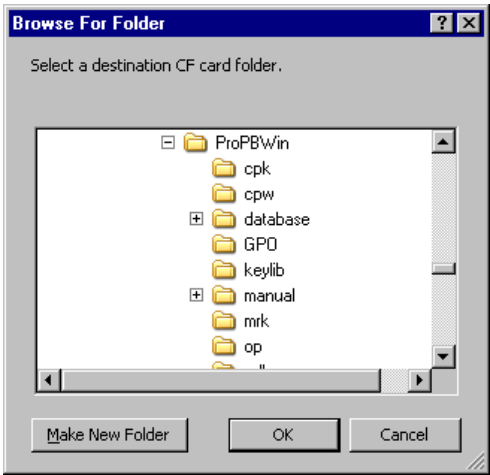 Browse For Folder
Select a destination CF card folder.
ProPBWin
cpk
cpw
database
GPO
keylib
manual
mrk
op
Make New Folder
OK
Cancel